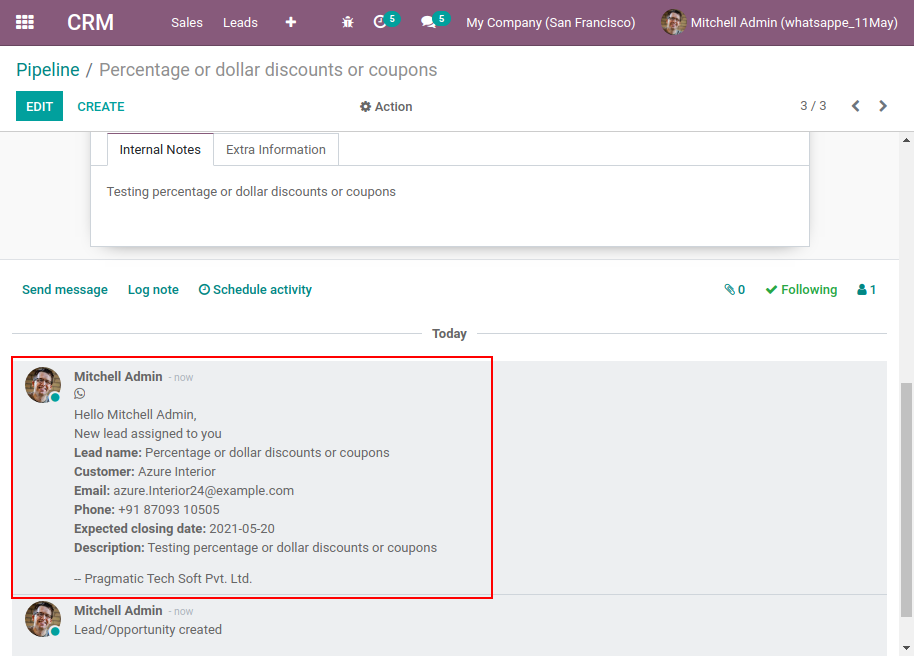 CRM Sales Leads 5 5 My Company (San Francisco) Mitchell Admin (whatsappe_11May)
Pipeline / Percentage or dollar discounts or coupons
EDIT CREATE Action 3 / 3
Internal Notes Extra Information
Testing percentage or dollar discounts or coupons
Send message Log note Schedule activity 0 Following 1
Today
Mitchell Admin - now
Hello Mitchell Admin,
New lead assigned to you
Lead name: Percentage or dollar discounts or coupons
Customer: Azure Interior
Email: azure.Interior24@example.com
Phone: +91 87093 10505
Expected closing date: 2021-05-20
Description: Testing percentage or dollar discounts or coupons
-- Pragmatic Tech Soft Pvt. Ltd.
Mitchell Admin - now
Lead/Opportunity created